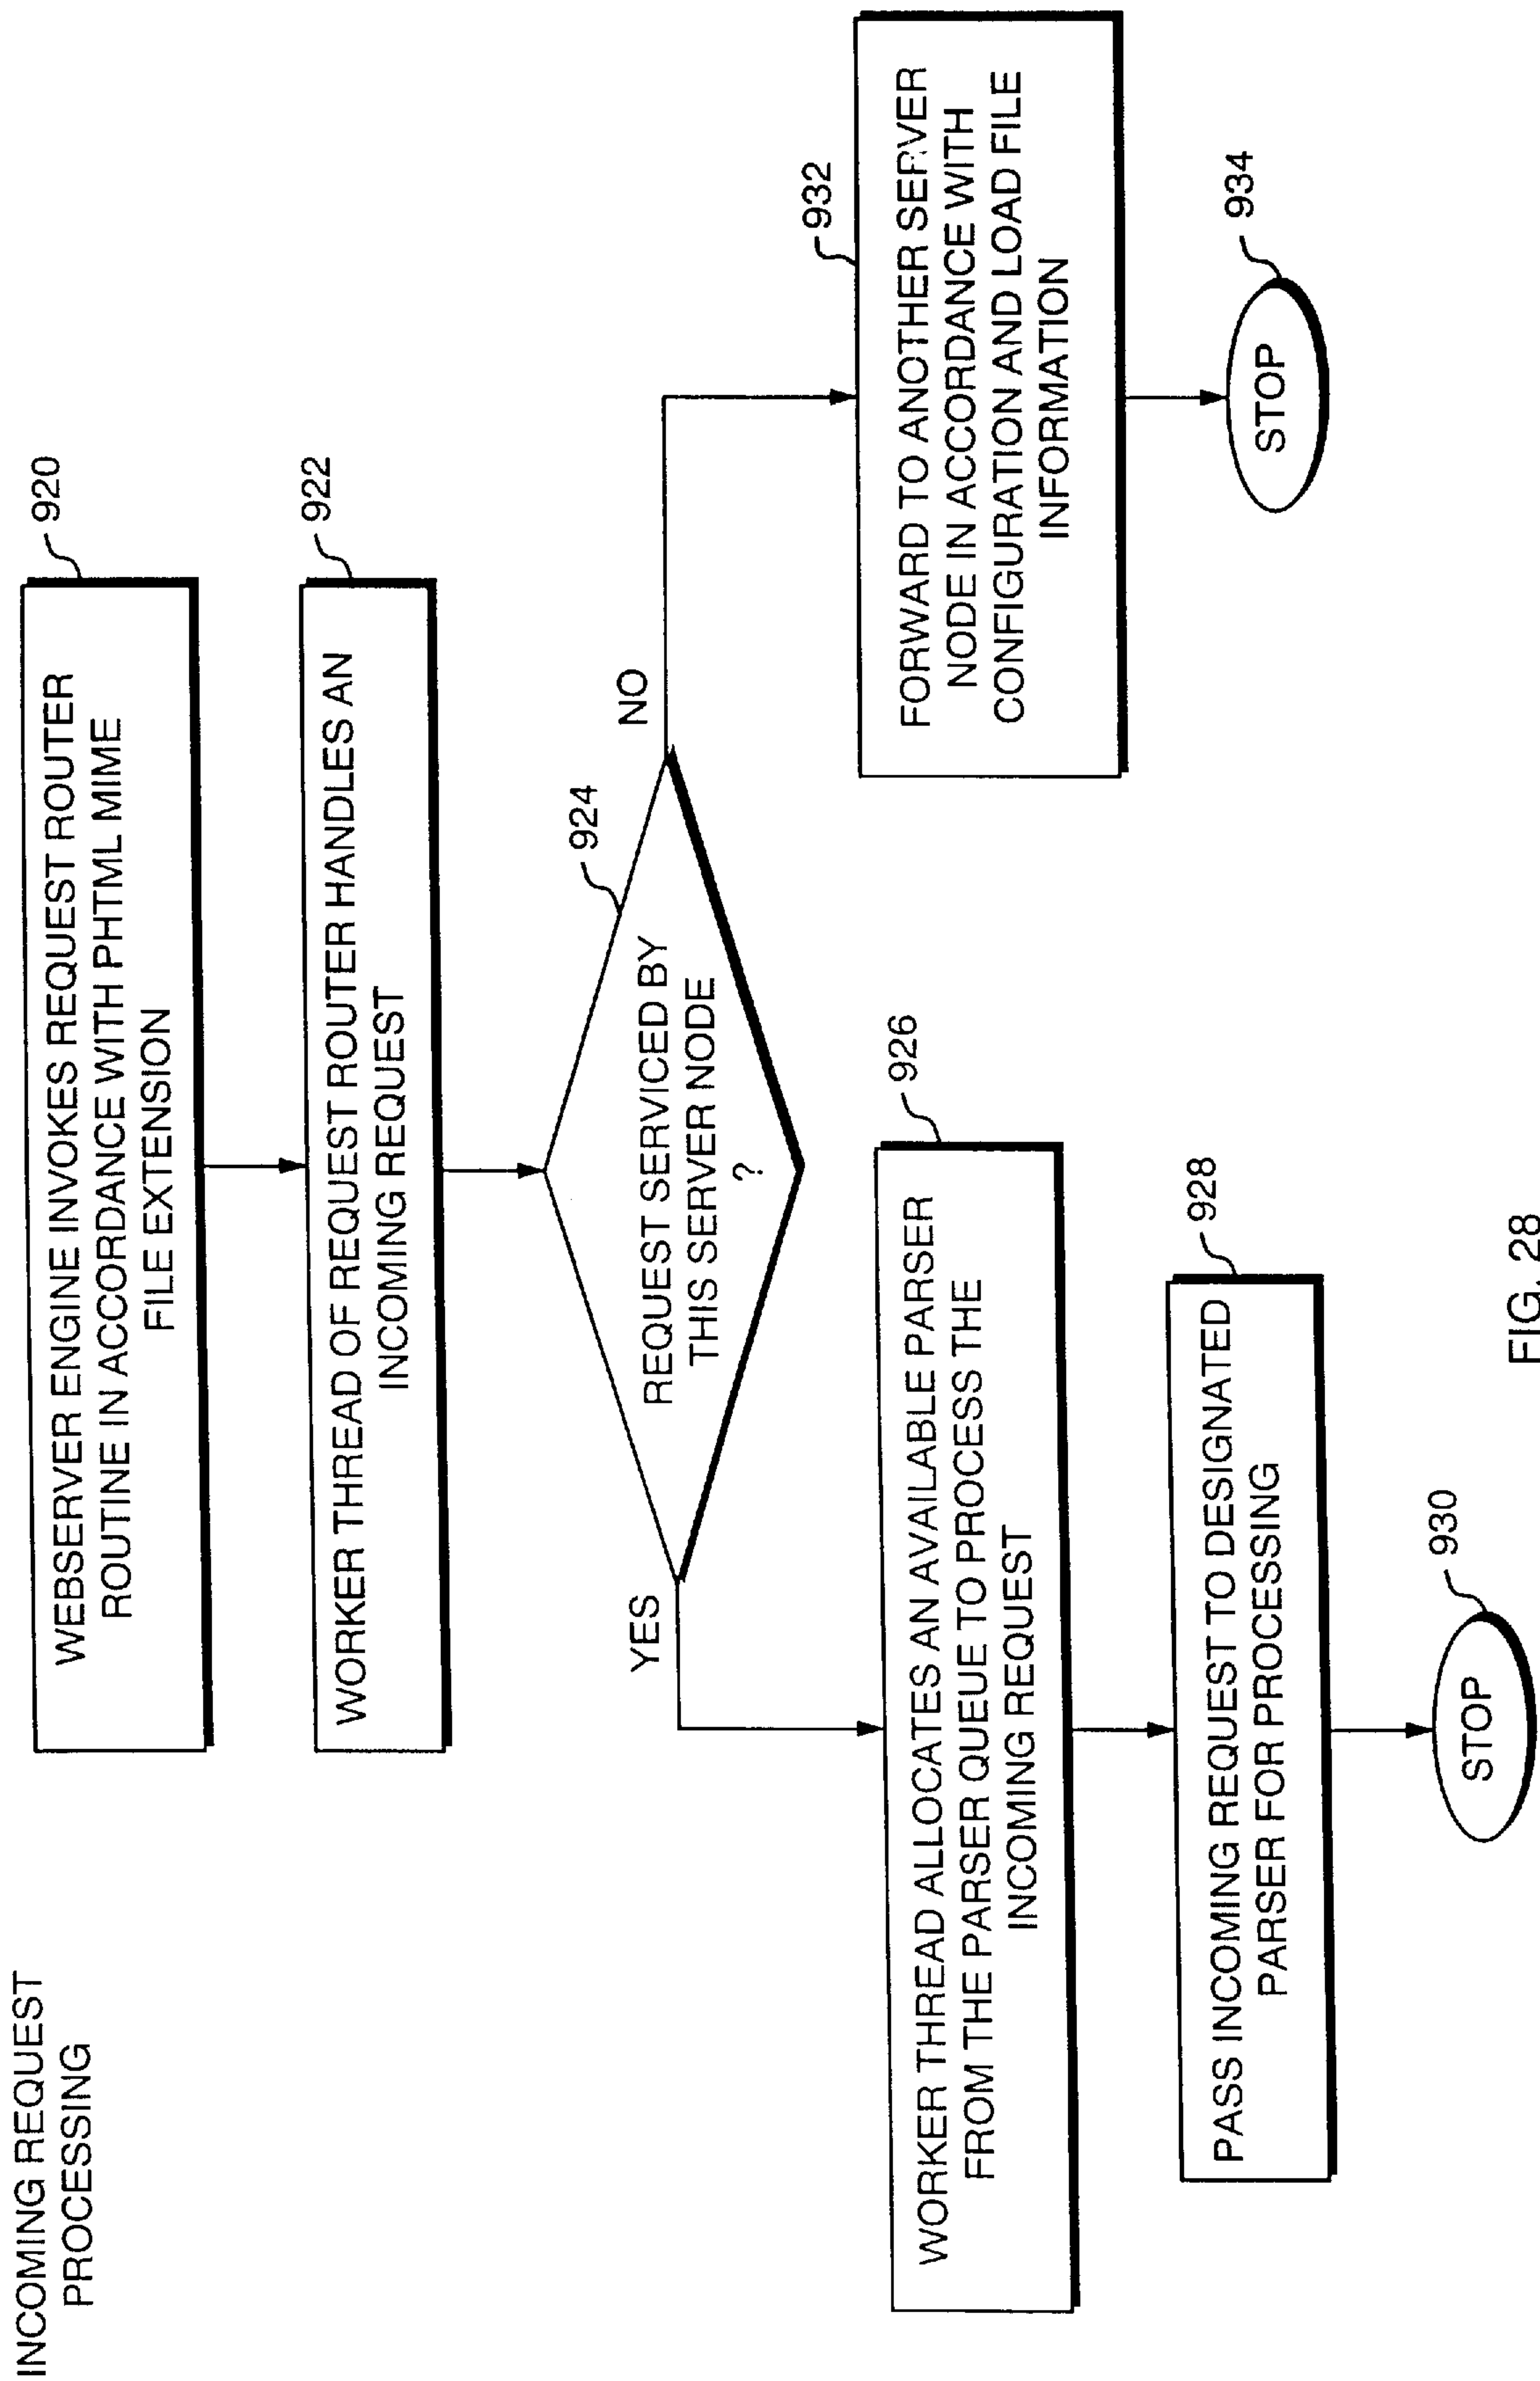 INCOMING REQUEST
PROCESSING
WEBSERVER ENGINE INVOKES REQUEST ROUTER
ROUTINE IN ACCORDANCE WITH PHTML MIME
FILE EXTENSION
920
WORKER THREAD OF REQUEST ROUTER HANDLES AN
INCOMING REQUEST
922
924
REQUEST SERVICED BY
THIS SERVER NODE
?
YES
NO
WORKER THREAD ALLOCATES AN AVAILABLE PARSER
FROM THE PARSER QUEUE TO PROCESS THE
INCOMING REQUEST
926
PASS INCOMING REQUEST TO DESIGNATED
PARSER FOR PROCESSING
928
STOP
930
932
FORWARD TO ANOTHER SERVER
NODE IN ACCORDANCE WITH
CONFIGURATION AND LOAD FILE
INFORMATION
STOP
934
FIG. 28